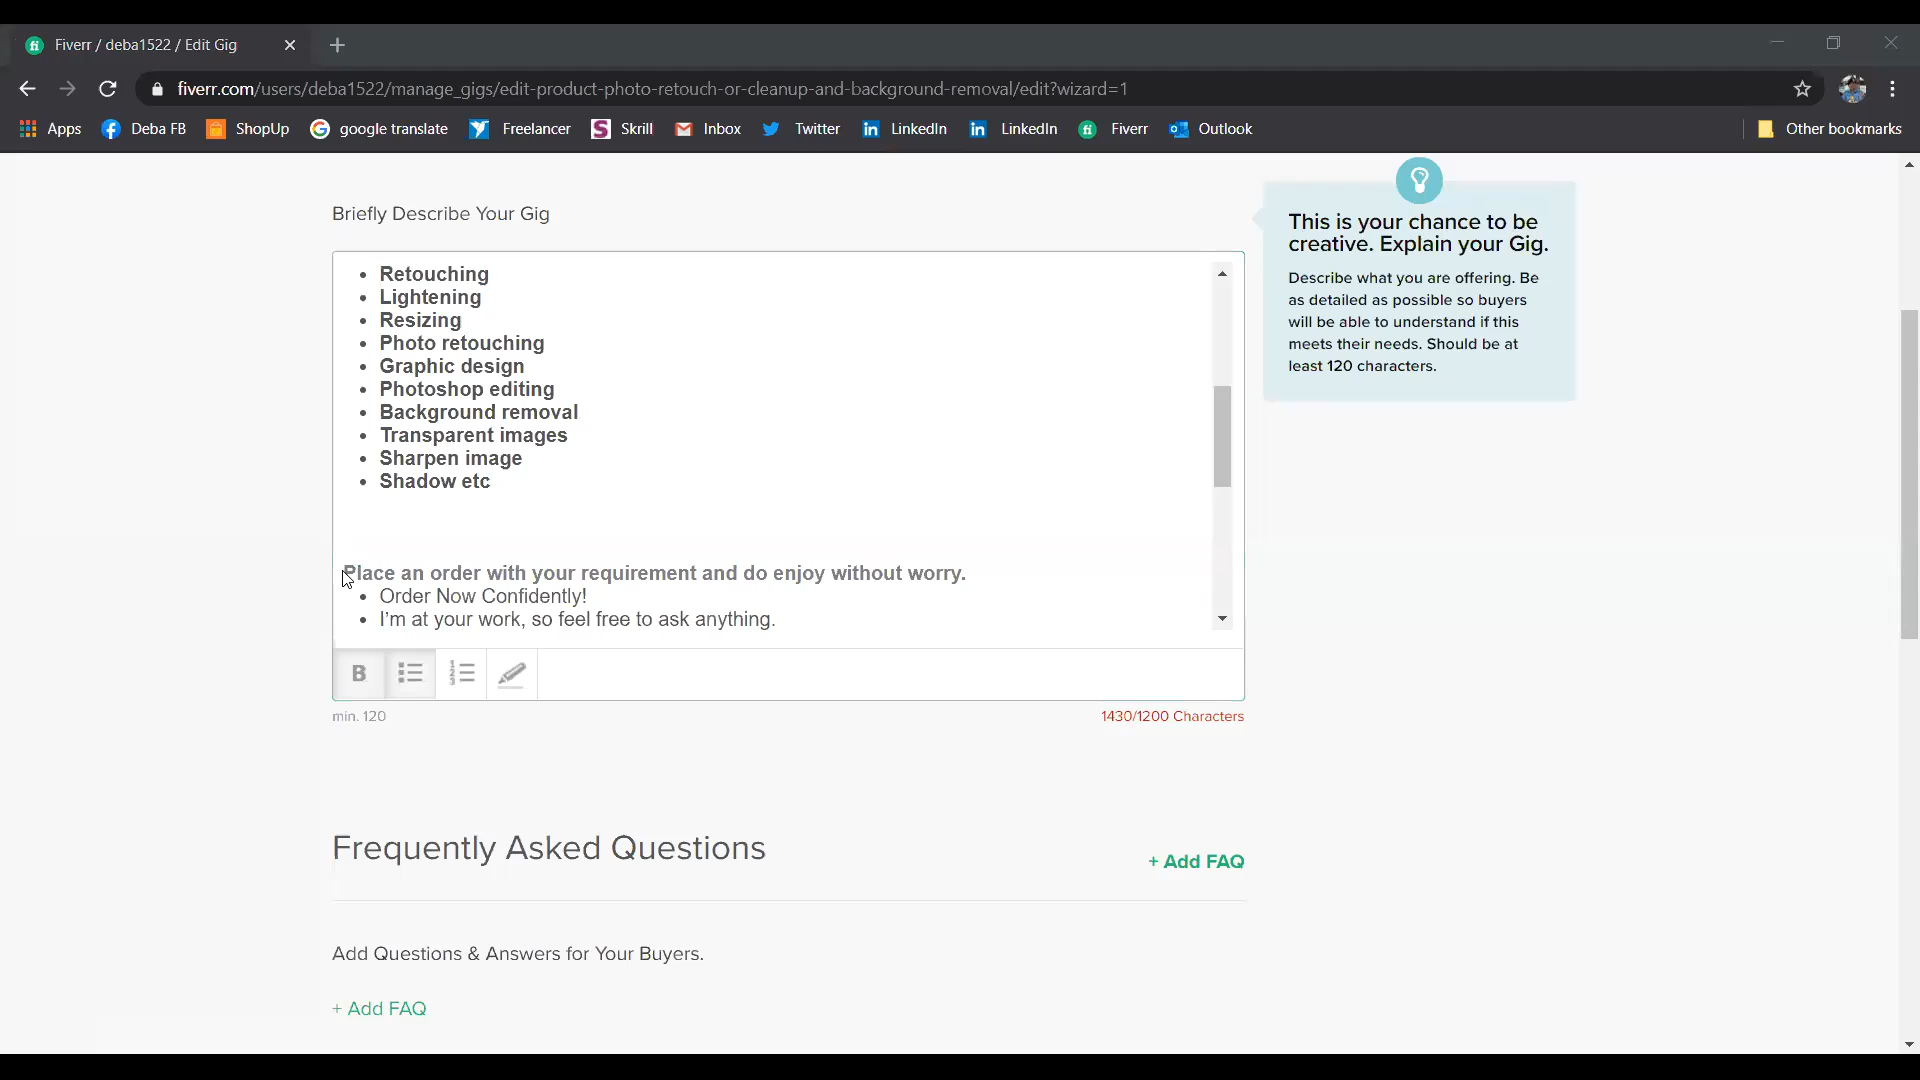 Fiverr / deba1522 / Edit Gig
fiverr.com/users/deba1522/manage_gigs/edit-product-photo-retouch-or-cleanup-and-background-removal/edit?wizard=1
Apps Deba FB ShopUp google translate Freelancer Skrill Inbox Twitter LinkedIn LinkedIn Fiverr Outlook Other bookmarks
Briefly Describe Your Gig
• Retouching
• Lightening
• Resizing
• Photo retouching
• Graphic design
• Photoshop editing
• Background removal
• Transparent images
• Sharpen image
• Shadow etc
Place an order with your requirement and do enjoy without worry.
• Order Now Confidently!
• I'm at your work, so feel free to ask anything.
B
min. 120
1430/1200 Characters
This is your chance to be
creative. Explain your Gig.
Describe what you are offering. Be
as detailed as possible so buyers
will be able to understand if this
meets their needs. Should be at
least 120 characters.
Frequently Asked Questions
+ Add FAQ
Add Questions & Answers for Your Buyers.
+ Add FAQ